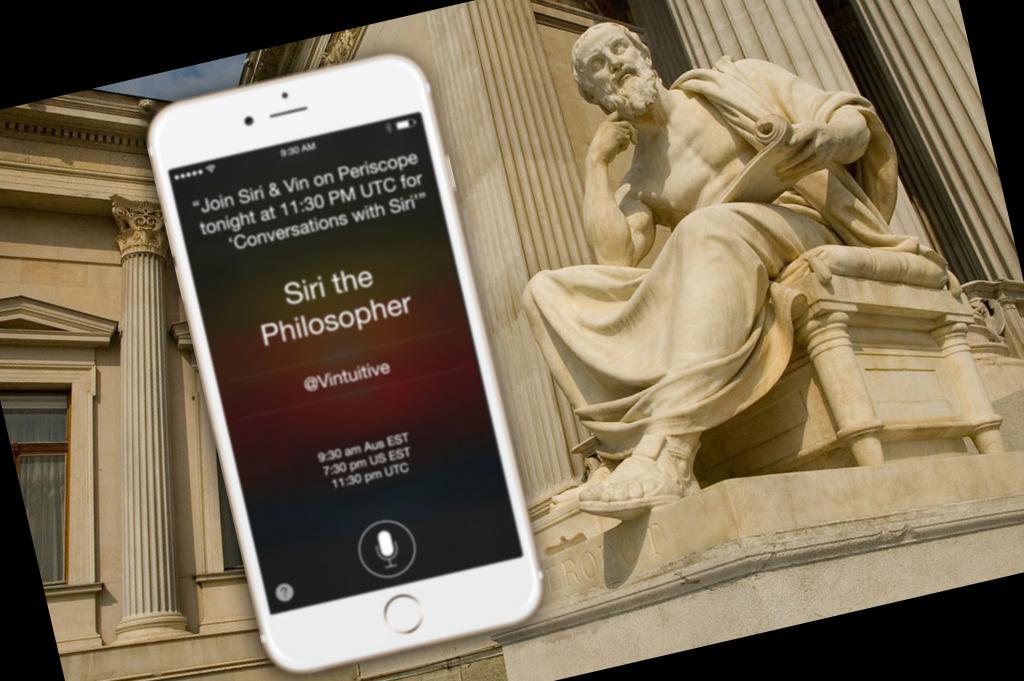 9:30 AM
"Join Siri & Vin on Periscope
tonight at 11:30 PM UTC for
'Conversations with Siri'"
Siri the
Philosopher
@Vintuitive
9:30 am Aus EST
7:30 pm US EST
11:30 pm UTC
?